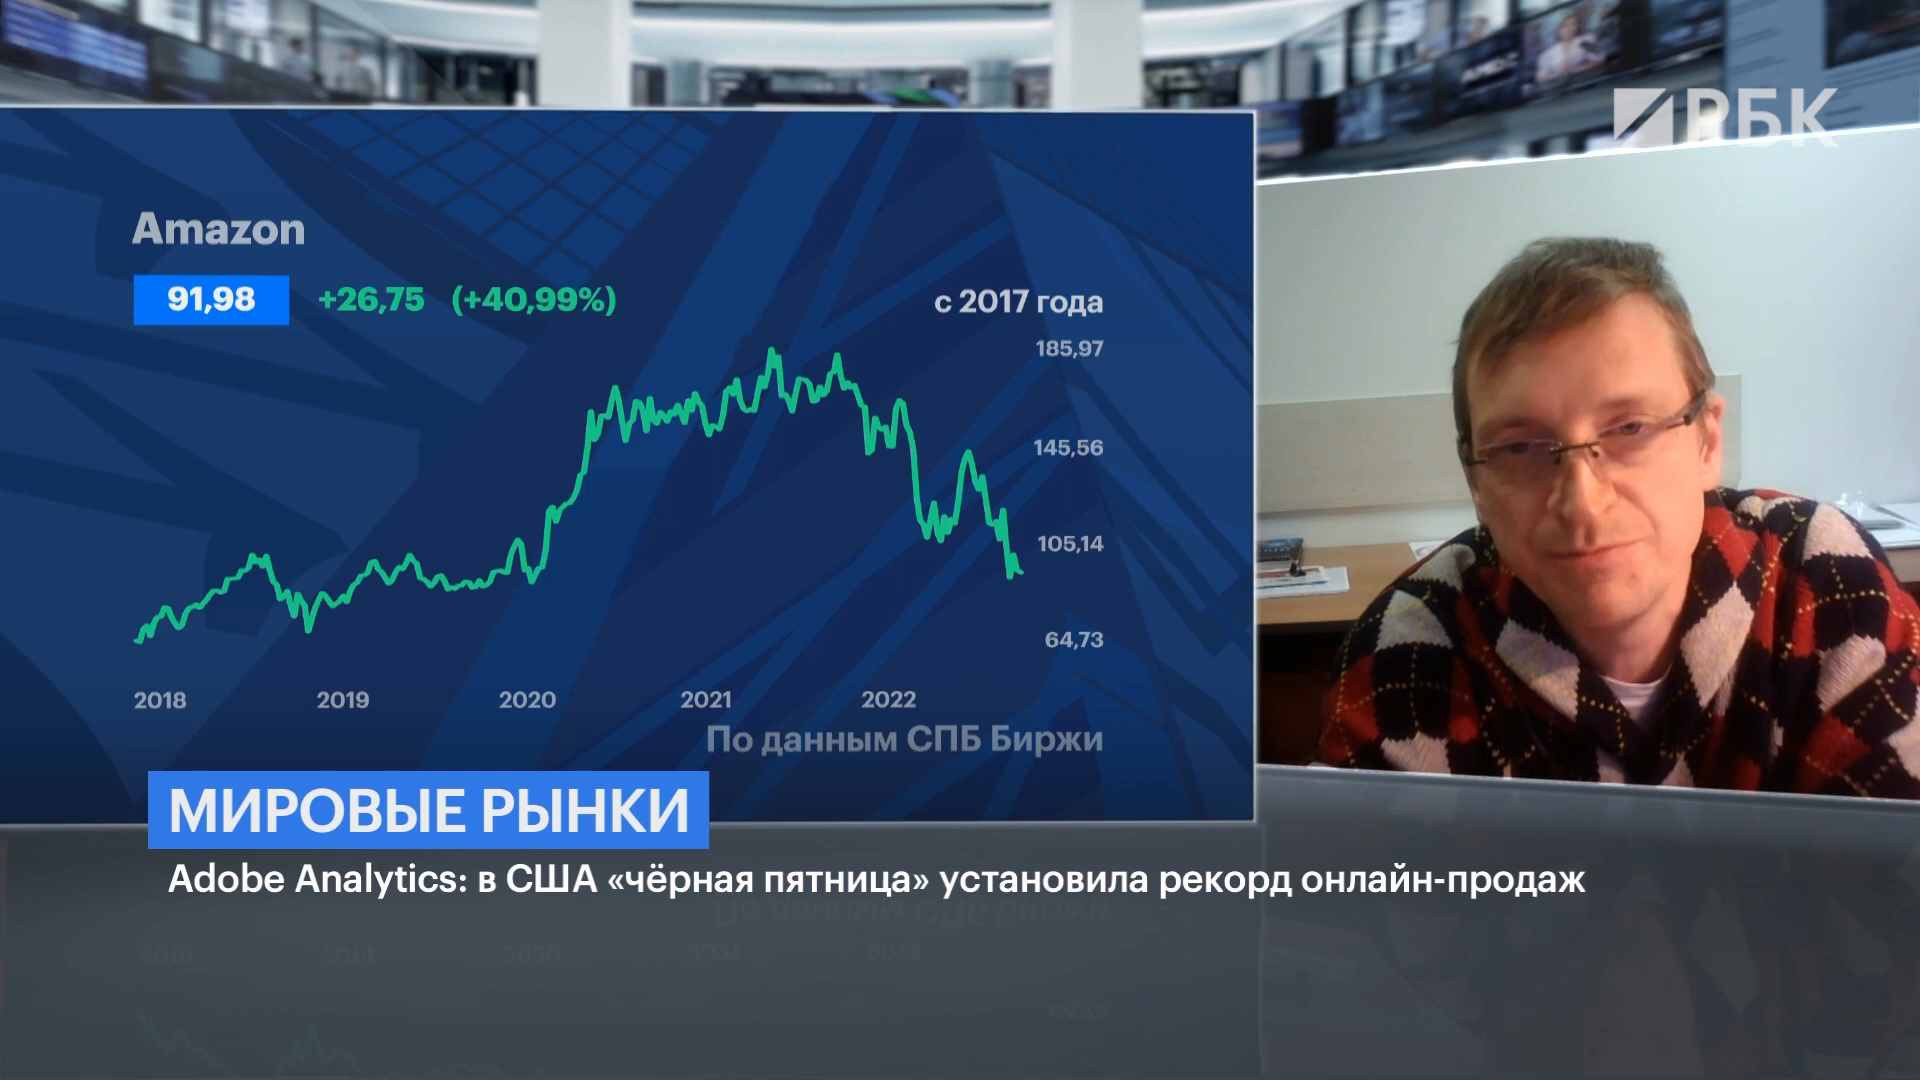 РБК
Amazon
91,98 +26,75 (+40,99%)
с 2017 года
185,97
145,56
105,14
64,73
2018 2019 2020 2021 2022
По данным СПБ Биржи
МИРОВЫЕ РЫНКИ
Adobe Analytics: в США «чёрная пятница» установила рекорд онлайн-продаж